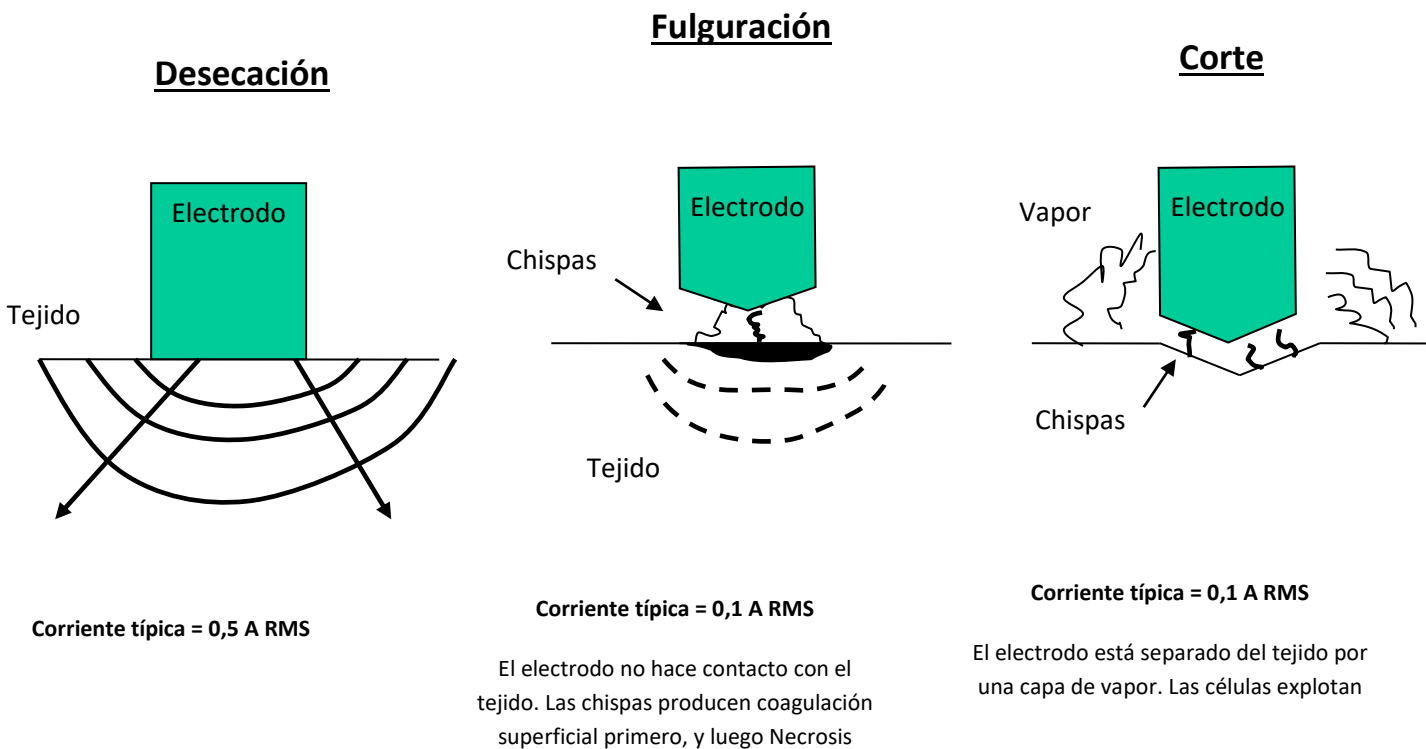 Desecación
Electrodo
Tejido
Corriente típica = 0,5 A RMS
Fulguración
Electrodo
Chispas
Tejido
Corriente típica = 0,1 A RMS
El electrodo no hace contacto con el
tejido. Las chispas producen coagulación
superficial primero, y luego Necrosis
Corte
Vapor
Electrodo
Chispas
Corriente típica = 0,1 A RMS
El electrodo está separado del tejido por
una capa de vapor. Las células explotan